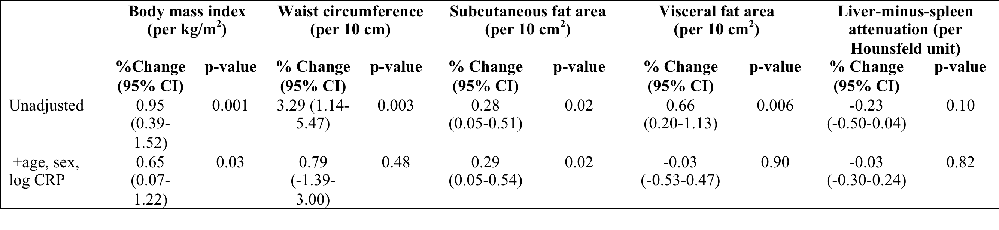 Body mass index Waist circumference Subcutaneous fat area Visceral fat area Liver-minus-spleen
(per kg/m²) (per 10 cm) (per 10 cm²) (per 10 cm²) attenuation (per
Hounsfeld unit)
%Change p-value % Change p-value % Change p-value % Change p-value % Change p-value
(95% CI) (95% CI) (95% CI) (95% CI) (95% CI)
Unadjusted 0.95 0.001 3.29 (1.14- 0.003 0.28 0.02 0.66 0.006 -0.23 0.10
(0.39- 5.47) (0.05-0.51) (0.20-1.13) (-0.50-0.04)
1.52)
+age, sex, 0.65 0.03 0.79 0.48 0.29 0.02 -0.03 0.90 -0.03 0.82
log CRP (0.07- (-1.39- (0.05-0.54) (-0.53-0.47) (-0.30-0.24)
1.22) 3.00)